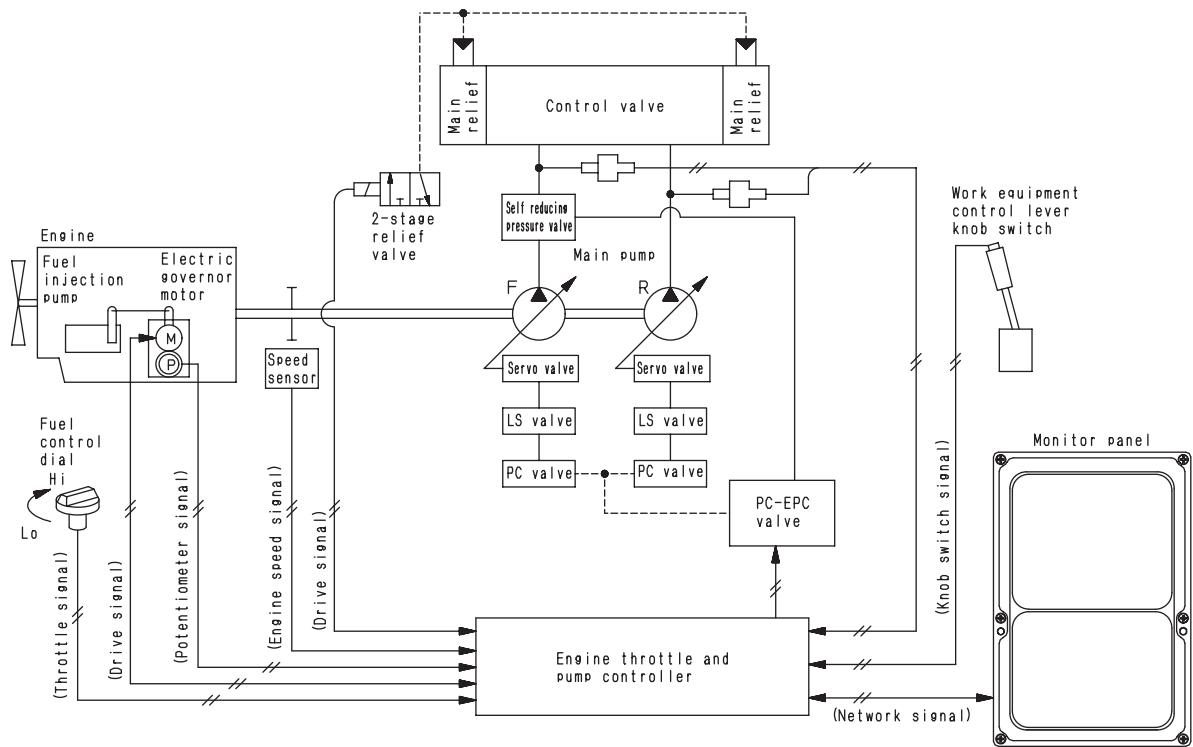 Main
relief
Control valve
Main
relief
2-stage
relief
valve
Self reducing
pressure valve
Main pump
Work equipment
control lever
knob switch
Engine
Fuel
injection
pump
Electric
governor
motor
M
P
F
R
Speed
sensor
Servo valve
Servo valve
LS valve
LS valve
PC valve
PC valve
PC-EPC
valve
Fuel
control
dial
Hi
Lo
Monitor panel
(Throttle signal)
(Drive signal)
(Potentiometer signal)
(Engine speed signal)
(Drive signal)
(Knob switch signal)
Engine throttle and
pump controller
(Network signal)